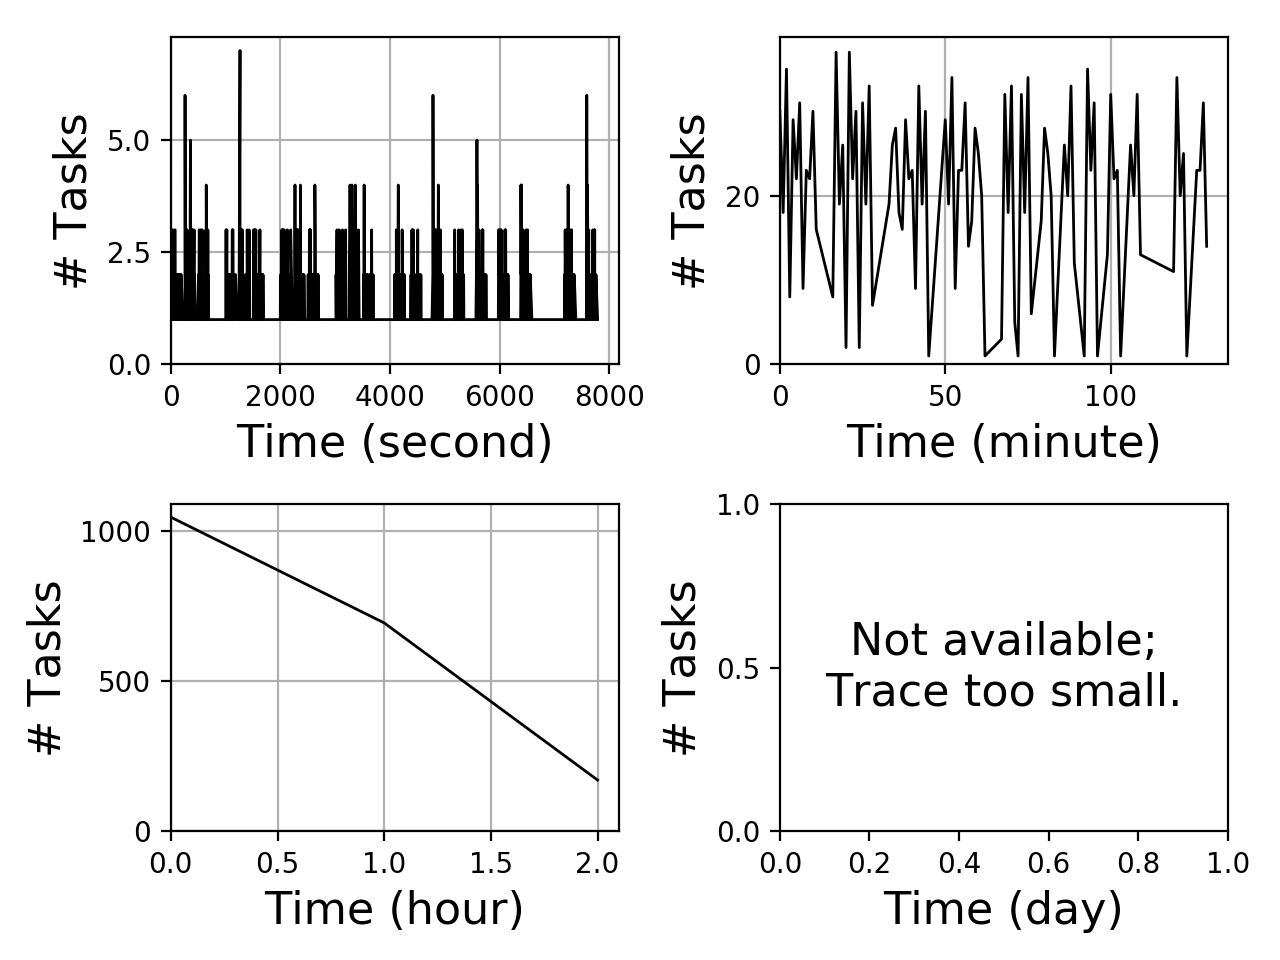 # Tasks
5.0
2.5
0.0
0 2000 4000 6000 8000
Time (second)
# Tasks
20
0
0 50 100
Time (minute)
# Tasks
1000
500
0
0.0 0.5 1.0 1.5 2.0
Time (hour)
# Tasks
1.0
0.5
0.0
Not available;
Trace too small.
0.0 0.2 0.4 0.6 0.8 1.0
Time (day)